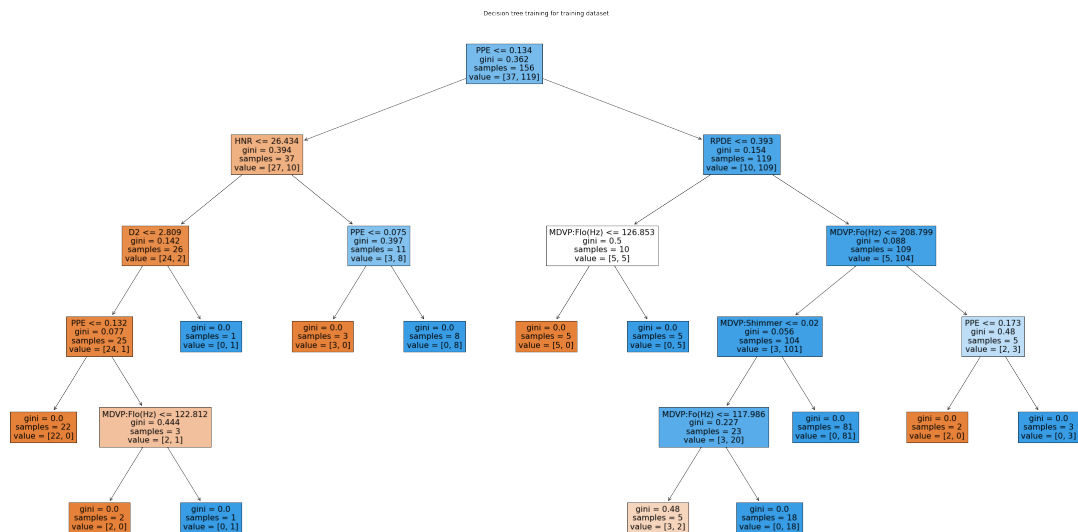 Decision tree training for training dataset
PPE <= 0.134
gini = 0.362
samples = 156
value = [37, 119]
HNR <= 26.434
gini = 0.394
samples = 37
value = [27, 10]
RPDE <= 0.393
gini = 0.154
samples = 119
value = [10, 109]
D2 <= 2.809
gini = 0.142
samples = 26
value = [24, 2]
PPE <= 0.075
gini = 0.397
samples = 11
value = [3, 8]
MDVP:Flo(Hz) <= 126.853
gini = 0.5
samples = 10
value = [5, 5]
MDVP:Fo(Hz) <= 208.799
gini = 0.088
samples = 109
value = [5, 104]
PPE <= 0.132
gini = 0.077
samples = 25
value = [24, 1]
gini = 0.0
samples = 1
value = [0, 1]
gini = 0.0
samples = 3
value = [3, 0]
gini = 0.0
samples = 8
value = [0, 8]
gini = 0.0
samples = 5
value = [5, 0]
gini = 0.0
samples = 5
value = [0, 5]
MDVP:Shimmer <= 0.02
gini = 0.056
samples = 104
value = [3, 101]
PPE <= 0.173
gini = 0.48
samples = 5
value = [2, 3]
gini = 0.0
samples = 22
value = [22, 0]
MDVP:Flo(Hz) <= 122.812
gini = 0.444
samples = 3
value = [2, 1]
MDVP:Fo(Hz) <= 117.986
gini = 0.227
samples = 23
value = [3, 20]
gini = 0.0
samples = 81
value = [0, 81]
gini = 0.0
samples = 2
value = [2, 0]
gini = 0.0
samples = 3
value = [0, 3]
gini = 0.0
samples = 2
value = [2, 0]
gini = 0.0
samples = 1
value = [0, 1]
gini = 0.48
samples = 5
value = [3, 2]
gini = 0.0
samples = 18
value = [0, 18]